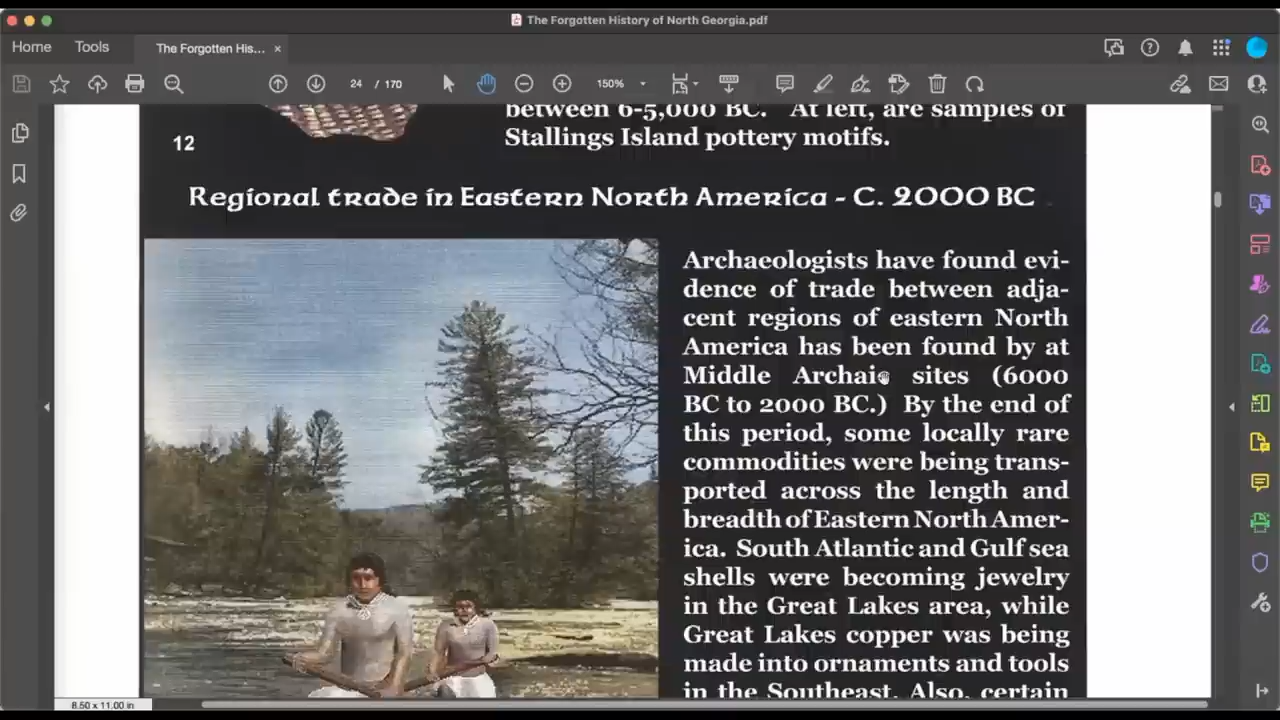 The Forgotten History of North Georgia.pdf
Home
Tools
The Forgotten His...
24 / 170
150%
between 6-5,000 BC. At left, are samples of
Stallings Island pottery motifs.
12
Regional trade in Eastern North America - C. 2000 BC
Archaeologists have found evi-
dence of trade between adja-
cent regions of eastern North
America has been found by at
Middle Archaic sites (6000
BC to 2000 BC.) By the end of
this period, some locally rare
commodities were being trans-
ported across the length and
breadth of Eastern North Amer-
ica. South Atlantic and Gulf sea
shells were becoming jewelry
in the Great Lakes area, while
Great Lakes copper was being
made into ornaments and tools
in the Southeast. Also, certain
8.50 x 11.00 in